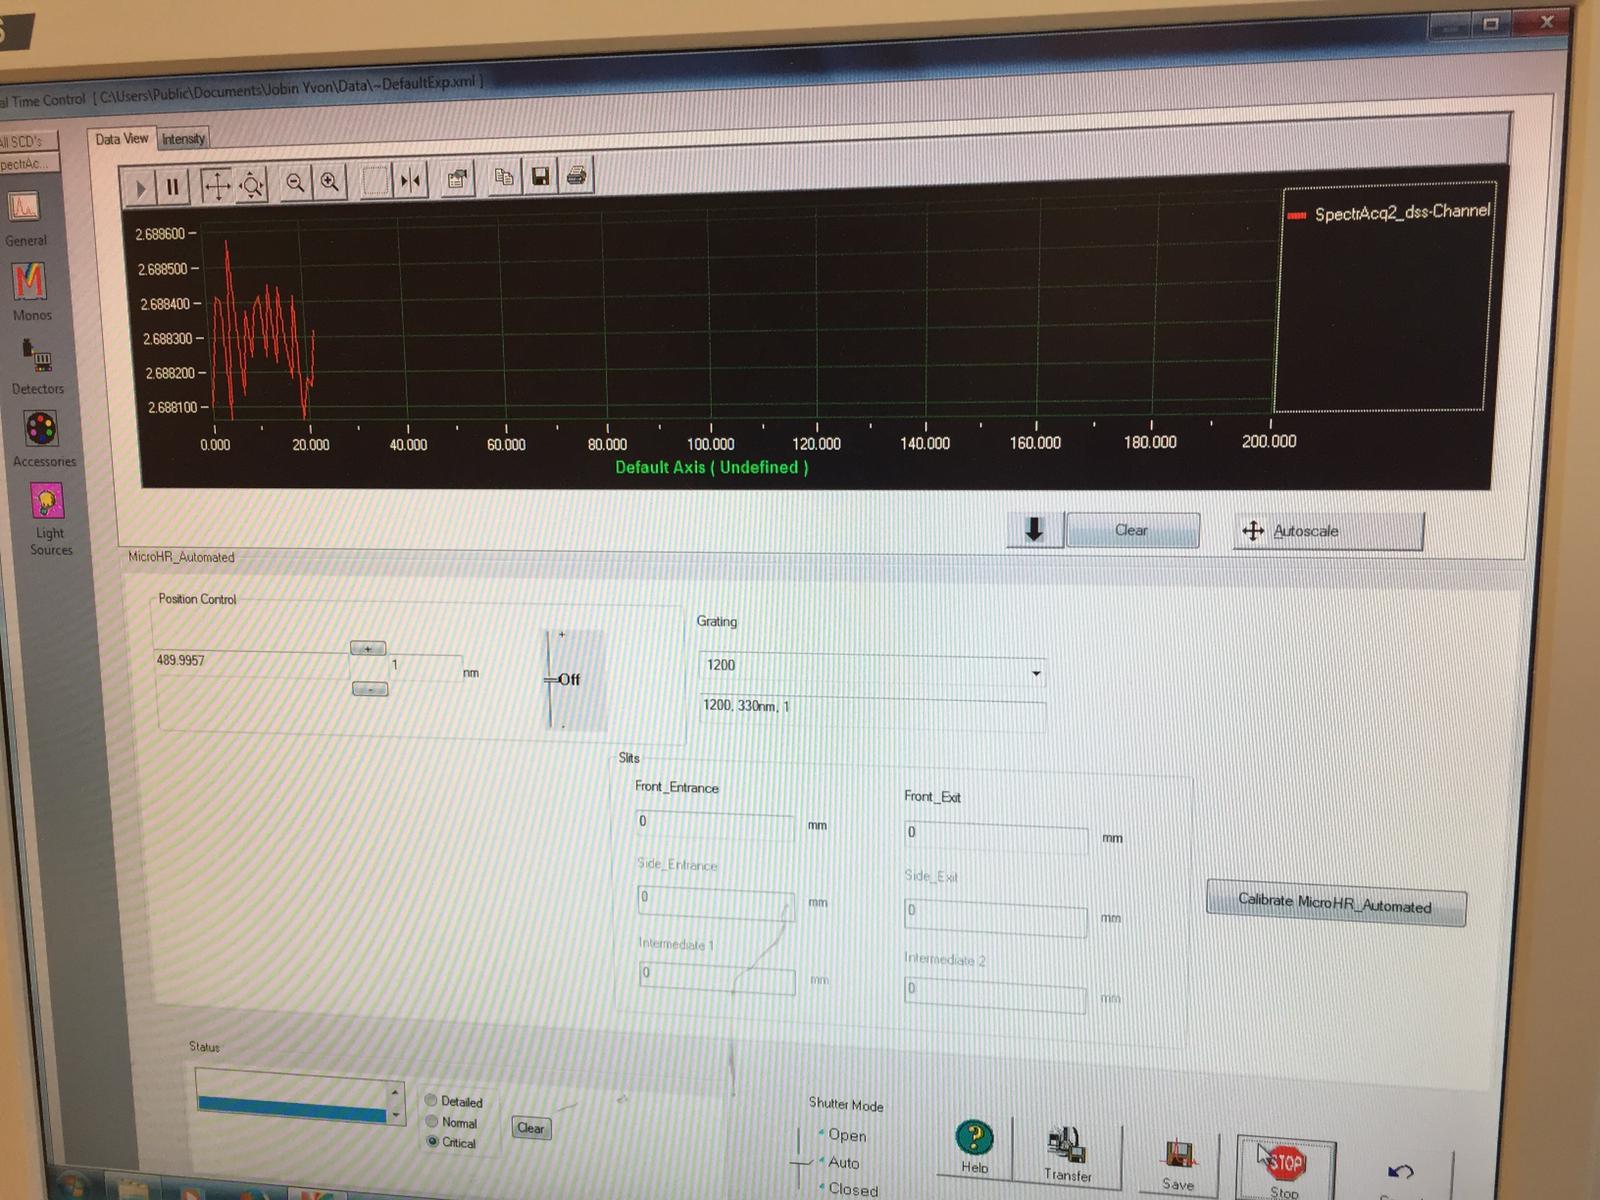 al Time Control [ C:\Users\Public\Documents\Jobin Yvon\Data\~DefaultExp.xml ]
All SCD's
pectrAc...
General
Monos
Detectors
Accessories
Light
Sources
Data View Intensity
2.688600
2.688500
2.688400
2.688300
2.688200
2.688100
0.000 20.000 40.000 60.000 80.000 100.000 120.000 140.000 160.000 180.000 200.000
Default Axis ( Undefined )
SpectrAcq2_dss-Channel
Clear
Autoscale
MicroHR_Automated
Position Control
489.9957
+
1
nm
-
+
Off
-
Grating
1200
1200, 330nm, 1
Slits
Front_Entrance
0 mm
Front_Exit
0 mm
Side_Entrance
0 mm
Side_Exit
0 mm
Intermediate 1
0 mm
Intermediate 2
0 mm
Calibrate MicroHR_Automated
Status
Detailed
Normal
Critical
Clear
Shutter Mode
Open
Auto
Closed
Help
Transfer
Save
STOP
Stop